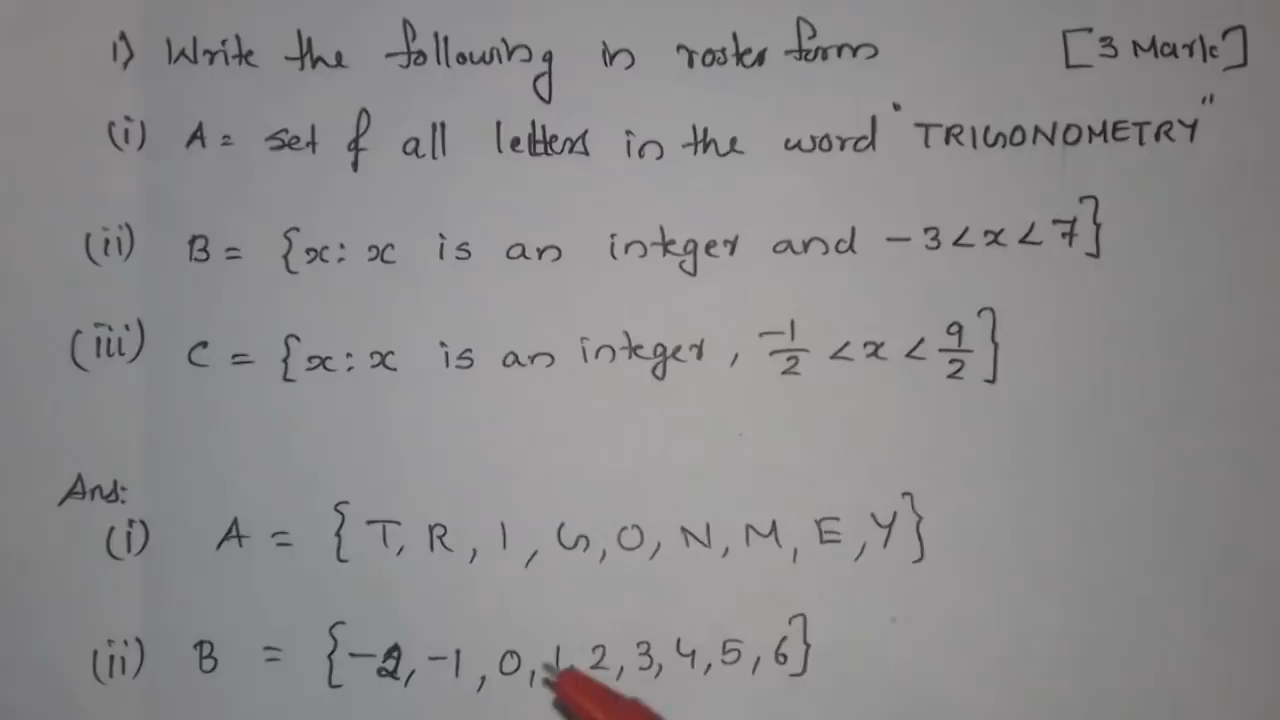 1) Write the following in roster form [3 Mark]
(i) A = set of all letters in the word "TRIGONOMETRY"
(ii) B = {x: x is an integer and -3 < x < 7}
(iii) C = {x: x is an integer, -1/2 < x < 9/2}
Ans:
(i) A = {T, R, I, G, O, N, M, E, Y}
(ii) B = {-2, -1, 0, 1, 2, 3, 4, 5, 6}